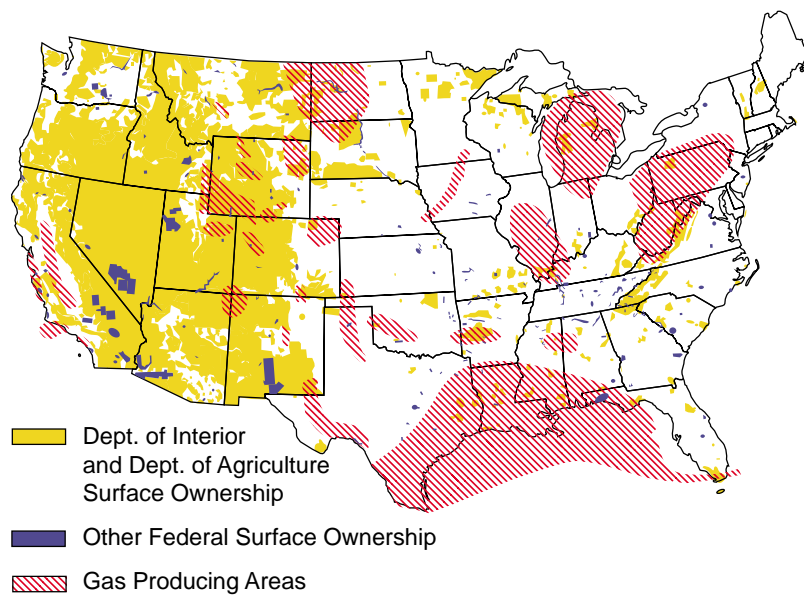 Dept. of Interior
and Dept. of Agriculture
Surface Ownership
Other Federal Surface Ownership
Gas Producing Areas